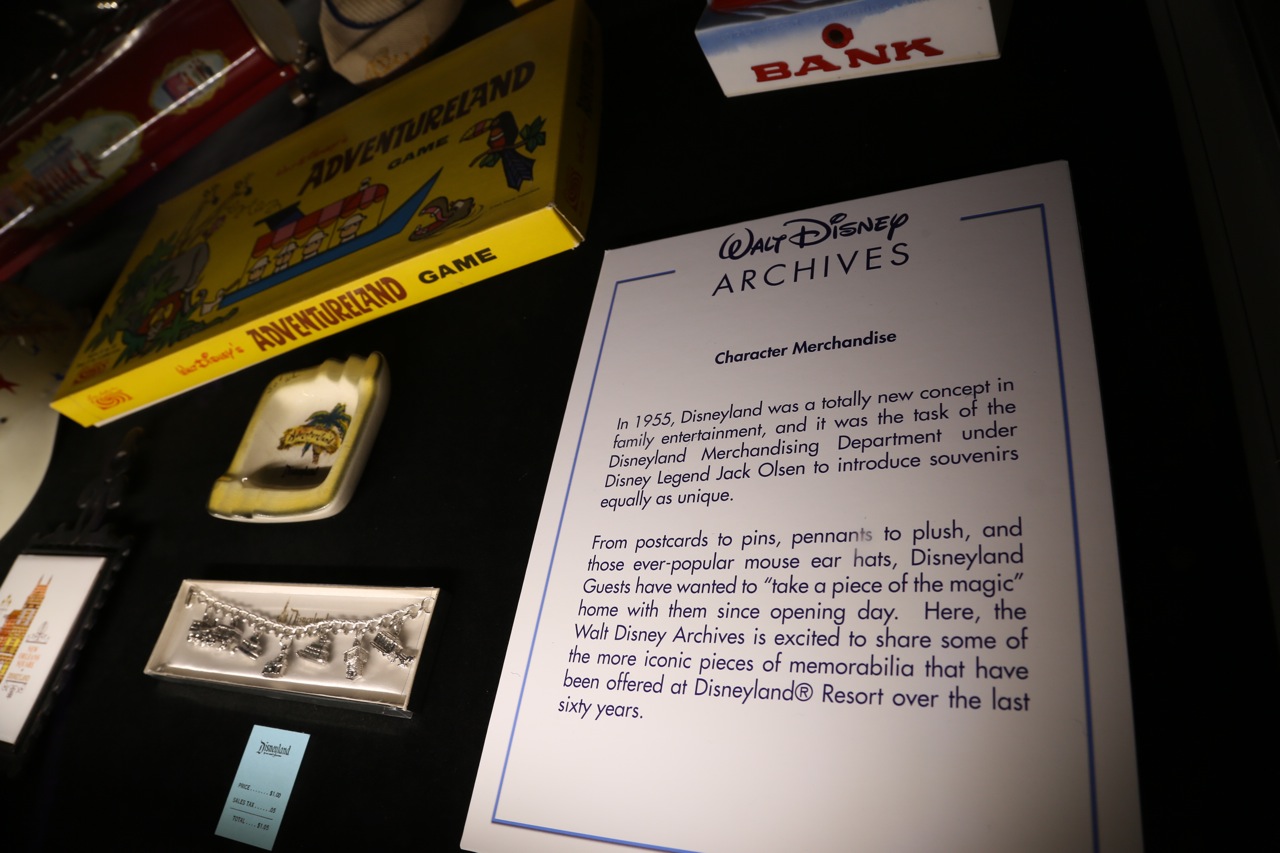 BANK
ADVENTURELAND
GAME
Walt Disney's ADVENTURELAND GAME
Adventureland
WALT DISNEY
ARCHIVES
Character Merchandise
In 1955, Disneyland was a totally new concept in
family entertainment, and it was the task of the
Disneyland Merchandising Department under
Disney Legend Jack Olsen to introduce souvenirs
equally as unique.
From postcards to pins, pennants to plush, and
those ever-popular mouse ear hats, Disneyland
Guests have wanted to “take a piece of the magic”
home with them since opening day. Here, the
Walt Disney Archives is excited to share some of
the more iconic pieces of memorabilia that have
been offered at Disneyland® Resort over the last
sixty years.
NEW
ORLEANS
SQUARE
Disneyland
PRICE.......$1.00
SALES TAX.....05
TOTAL....$1.05